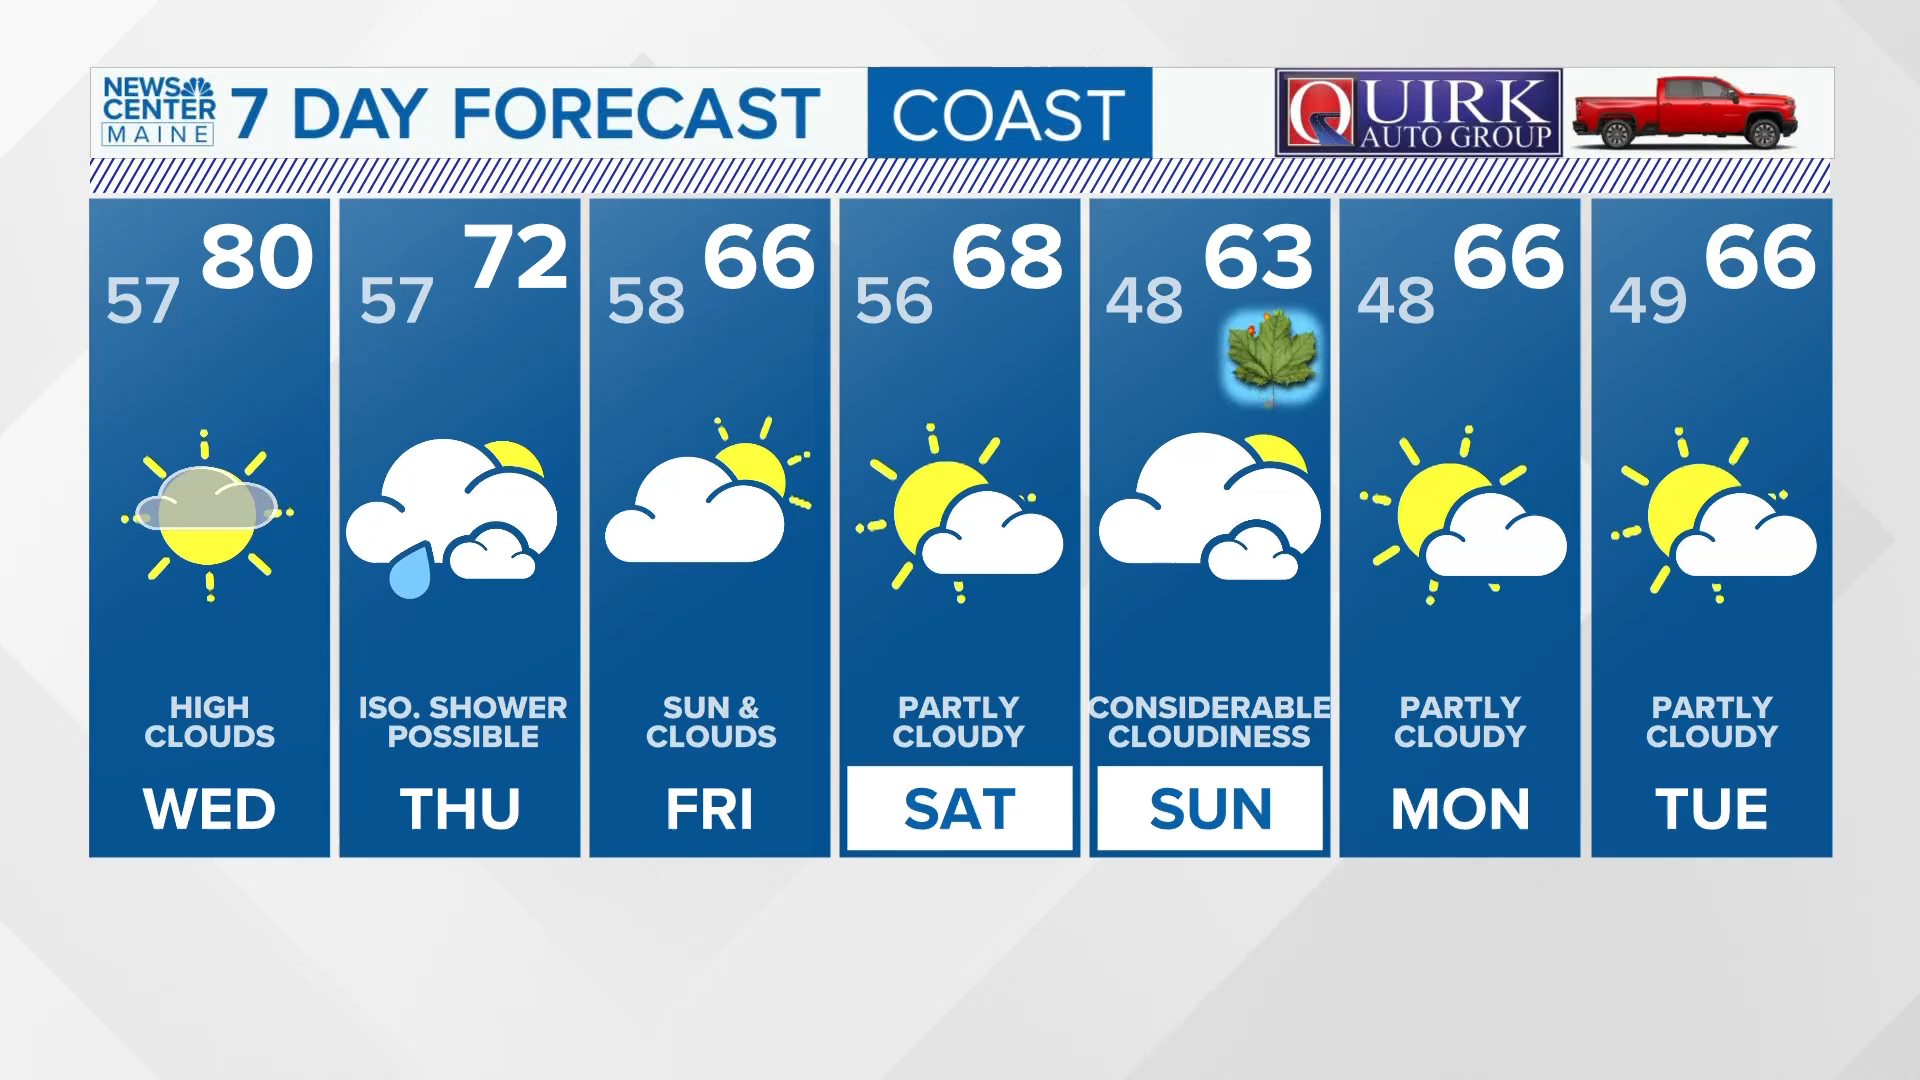 NEWS
CENTER
MAINE
7 DAY FORECAST
COAST
QUIRK
AUTO GROUP
57 80
HIGH
CLOUDS
WED
57 72
ISO. SHOWER
POSSIBLE
THU
58 66
SUN &
CLOUDS
FRI
56 68
PARTLY
CLOUDY
SAT
48 63
CONSIDERABLE
CLOUDINESS
SUN
48 66
PARTLY
CLOUDY
MON
49 66
PARTLY
CLOUDY
TUE